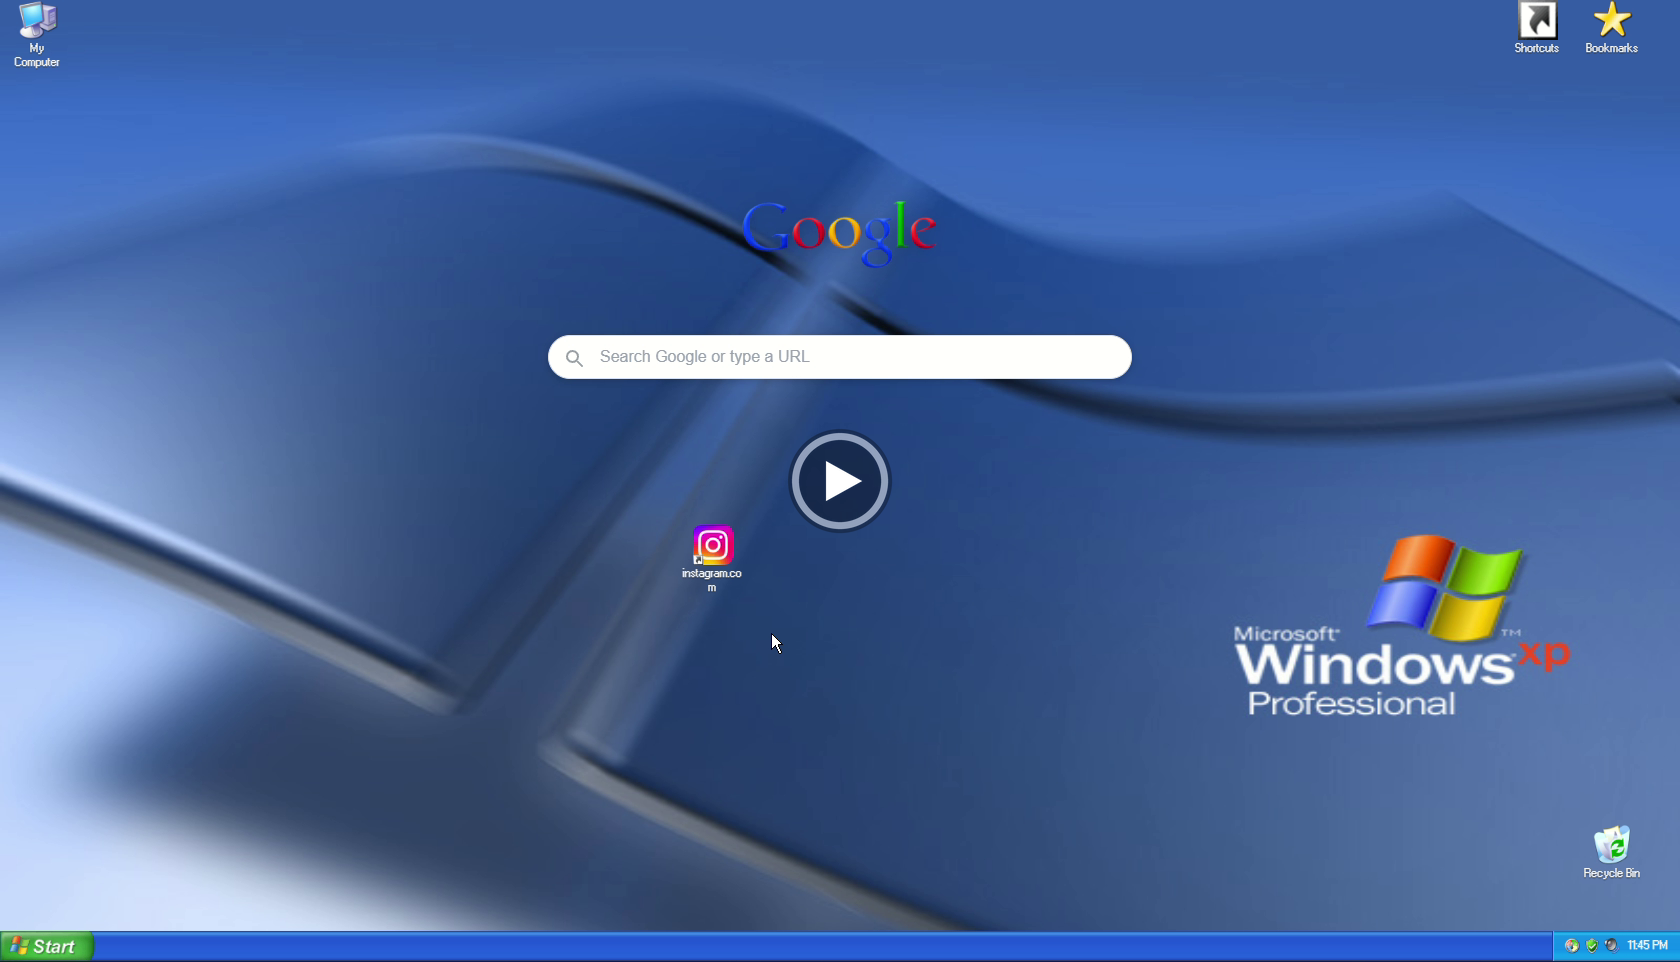 My
Computer
Shortcuts
Bookmarks
Google
Search Google or type a URL
instagram.co
m
Microsoft®
Windows xp
TM
Professional
Recycle Bin
Start
11:45 PM